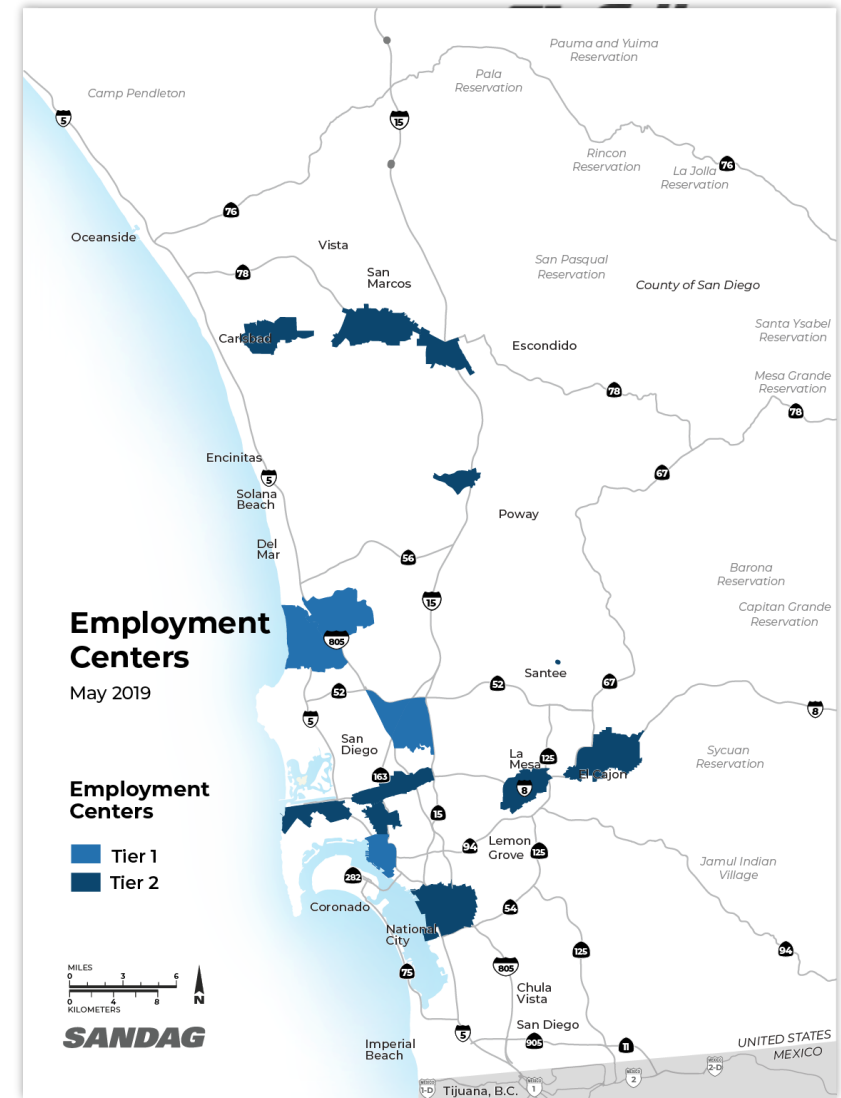 Pauma and Yuima
Reservation
Pala
Reservation
Camp Pendleton
5
15
Rincon
Reservation
La Jolla
Reservation
76
76
Oceanside
Vista
78
San
Marcos
San Pasqual
Reservation
County of San Diego
Santa Ysabel
Reservation
Carlsbad
Escondido
Mesa Grande
Reservation
78
78
Encinitas
5
67
Solana
Beach
Poway
Del
Mar
56
Barona
Reservation
15
Capitan Grande
Reservation
Employment
Centers
May 2019
805
Santee
52
52
67
5
8
San
Diego
La
Mesa
125
Sycuan
Reservation
163
El Cajon
8
Employment
Centers
Tier 1
Tier 2
15
94
Lemon
Grove
125
Jamul Indian
Village
282
Coronado
54
National
City
125
94
805
75
MILES
0 3 6
0 4 8
KILOMETERS
N
Chula
Vista
San Diego
SANDAG
5
905
11
Imperial
Beach
UNITED STATES
MEXICO
MEXICO
1-D
Tijuana, B.C.
MEXICO
1
MEXICO
2
MEXICO
2-D